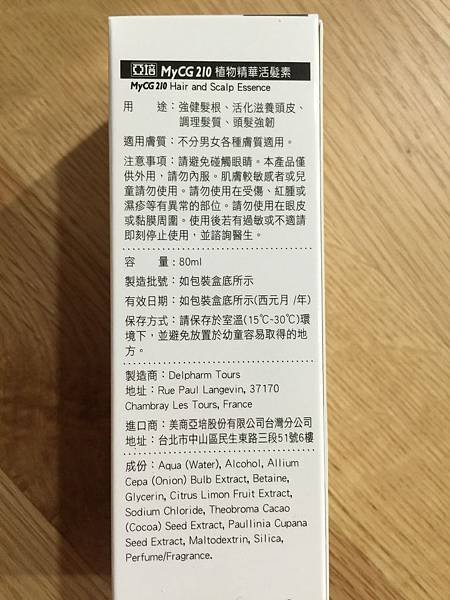 亞培 MyCG 210 植物精華活髮素
MyCG 210 Hair and Scalp Essence
用　　途：強健髮根、活化滋養頭皮、
調理髮質、頭髮強韌
適用膚質：不分男女各種膚質適用。
注意事項：請避免碰觸眼睛。本產品僅
供外用，請勿內服。肌膚較敏感者或兒
童請勿使用。請勿使用在受傷、紅腫或
濕疹等有異常的部位。請勿使用在眼皮
或黏膜周圍。使用後若有過敏或不適請
即刻停止使用，並諮詢醫生。
容　　量：80ml
製造批號：如包裝盒底所示
有效日期：如包裝盒底所示(西元月 /年)
保存方式：請保存於室溫(15℃-30℃)環
境下，並避免放置於幼童容易取得的地
方。
製造商：Delpharm Tours
地址：Rue Paul Langevin, 37170
Chambray Les Tours, France
進口商：美商亞培股份有限公司台灣分公司
地址：台北市中山區民生東路三段51號6樓
成份：Aqua (Water), Alcohol, Allium
Cepa (Onion) Bulb Extract, Betaine,
Glycerin, Citrus Limon Fruit Extract,
Sodium Chloride, Theobroma Cacao
(Cocoa) Seed Extract, Paullinia Cupana
Seed Extract, Maltodextrin, Silica,
Perfume/Fragrance.